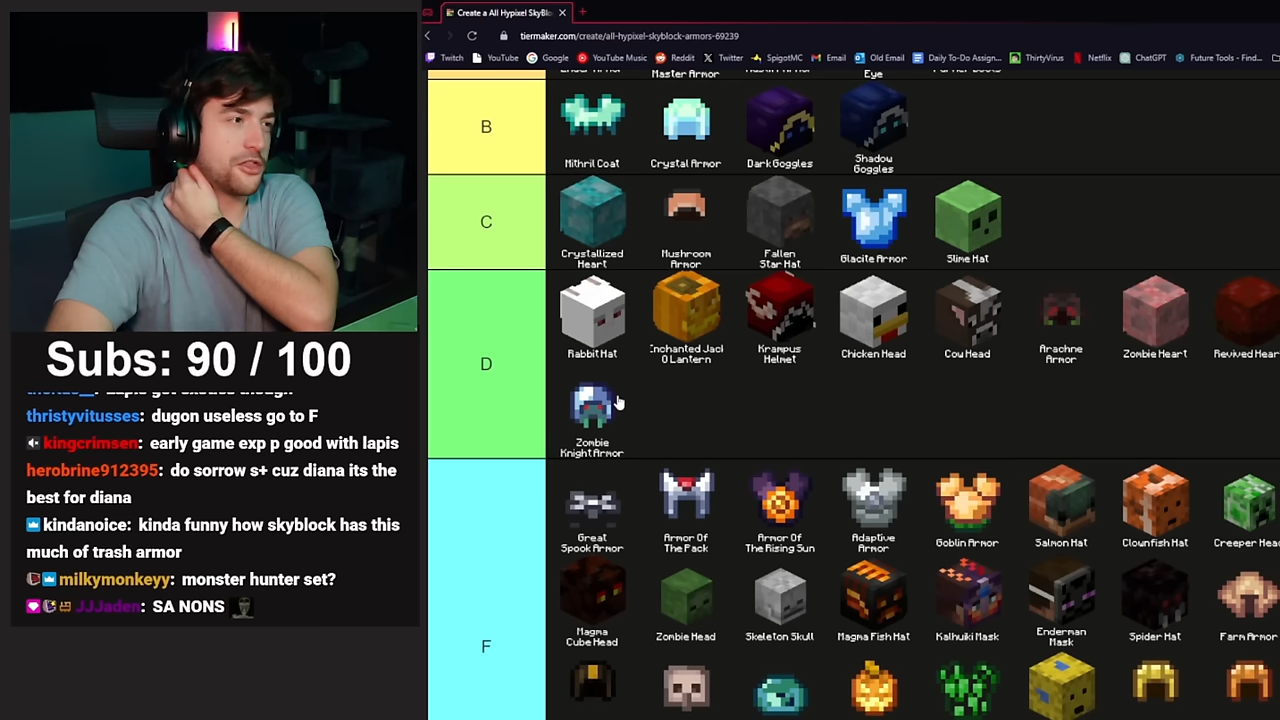 Create a All Hypixel SkyBlo
tiermaker.com/create/all-hypixel-skyblock-armors-69239
Twitch YouTube Google YouTube Music Reddit Twitter SpigotMC Email Old Email Daily To-Do Assign... ThirtyVirus Netflix ChatGPT Future Tools - Find...
Master Armor
Eye
B
Mithril Coat
Crystal Armor
Dark Goggles
Shadow
Goggles
C
Crystallized
Heart
Mushroom
Armor
Fallen
Star Hat
Glacite Armor
Slime Hat
D
Rabbit Hat
Enchanted Jack
O Lantern
Krampus
Helmet
Chicken Head
Cow Head
Arachne
Armor
Zombie Heart
Revived Hear
Zombie
Knight Armor
F
Great
Spook Armor
Armor Of
The Pack
Armor Of
The Rising Sun
Adaptive
Armor
Goblin Armor
Salmon Hat
Clownfish Hat
Creeper Head
Magma
Cube Head
Zombie Head
Skeleton Skull
Magma Fish Hat
Kalhuiki Mask
Enderman
Mask
Spider Hat
Farm Armor
Subs: 90 / 100
thristyvitusses: dugon useless go to F
kingcrimsen: early game exp p good with lapis
herobrine912395: do sorrow s+ cuz diana its the
best for diana
kindanoice: kinda funny how skyblock has this
much of trash armor
milkymonkeyy: monster hunter set?
JJJaden: SA NONS